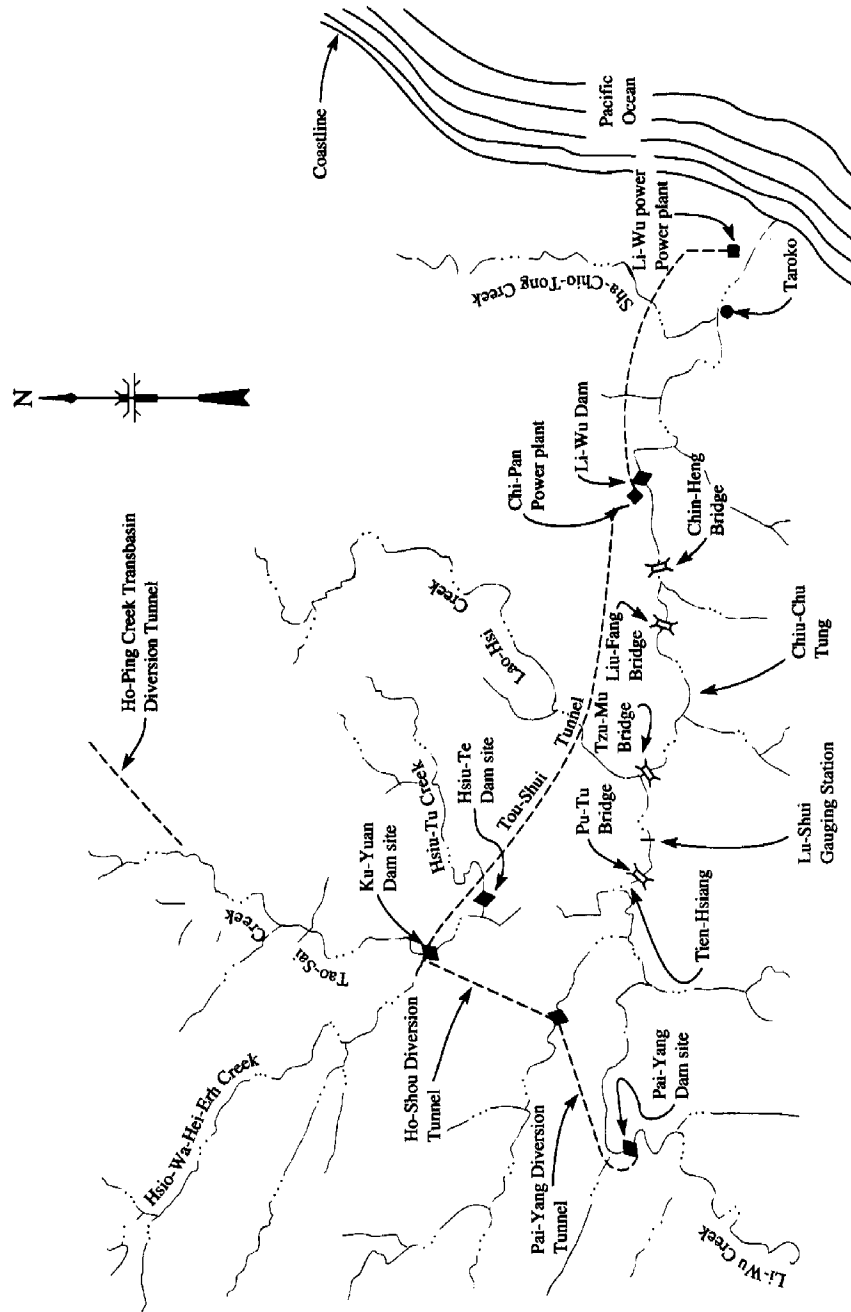 N
Coastline
Pacific
Ocean
Li-Wu power
Power plant
Sha-Chio-Tong Creek
Taroko
Ho-Ping Creek Transbasin
Diversion Tunnel
Chi-Pan
Power plant
Li-Wu Dam
Chin-Heng
Bridge
Liu-Fang
Bridge
Chiu-Chu
Tung
Lao-Hsi
Creek
Tou-Shui
Tunnel
Tzu-Mu
Bridge
Hsiu-Tu Creek
Hsiu-Te
Dam site
Pu-Tu
Bridge
Lu-Shui
Gauging Station
Ku-Yuan
Dam site
Tien-Hsiang
Tao-Sai
Creek
Hsio-Wa-Hei-Erh Creek
Ho-Shou Diversion
Tunnel
Pai-Yang Diversion
Tunnel
Pai-Yang
Dam site
Li-Wu Creek